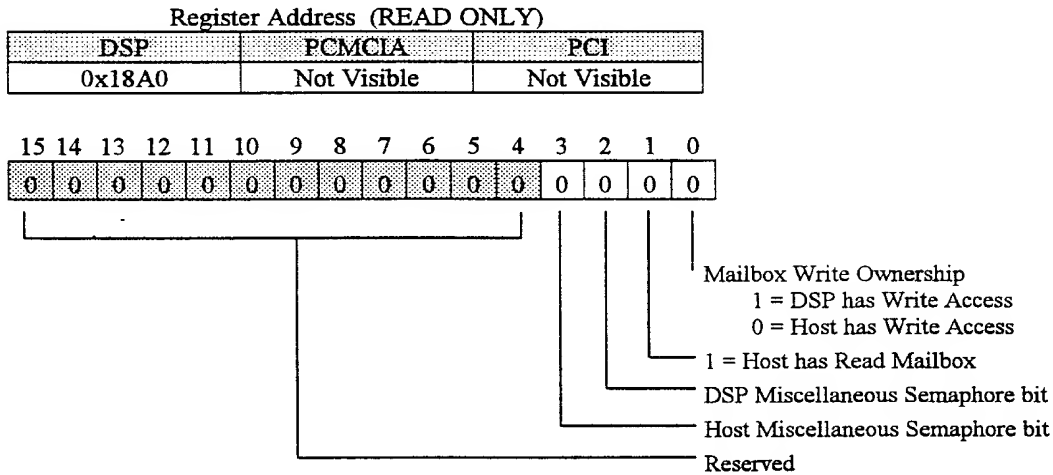 Register Address (READ ONLY)
DSP PCMCIA PCI
0x18A0 Not Visible Not Visible
15 14 13 12 11 10 9 8 7 6 5 4 3 2 1 0
0 0 0 0 0 0 0 0 0 0 0 0 0 0 0 0
Mailbox Write Ownership
1 = DSP has Write Access
0 = Host has Write Access
1 = Host has Read Mailbox
DSP Miscellaneous Semaphore bit
Host Miscellaneous Semaphore bit
Reserved